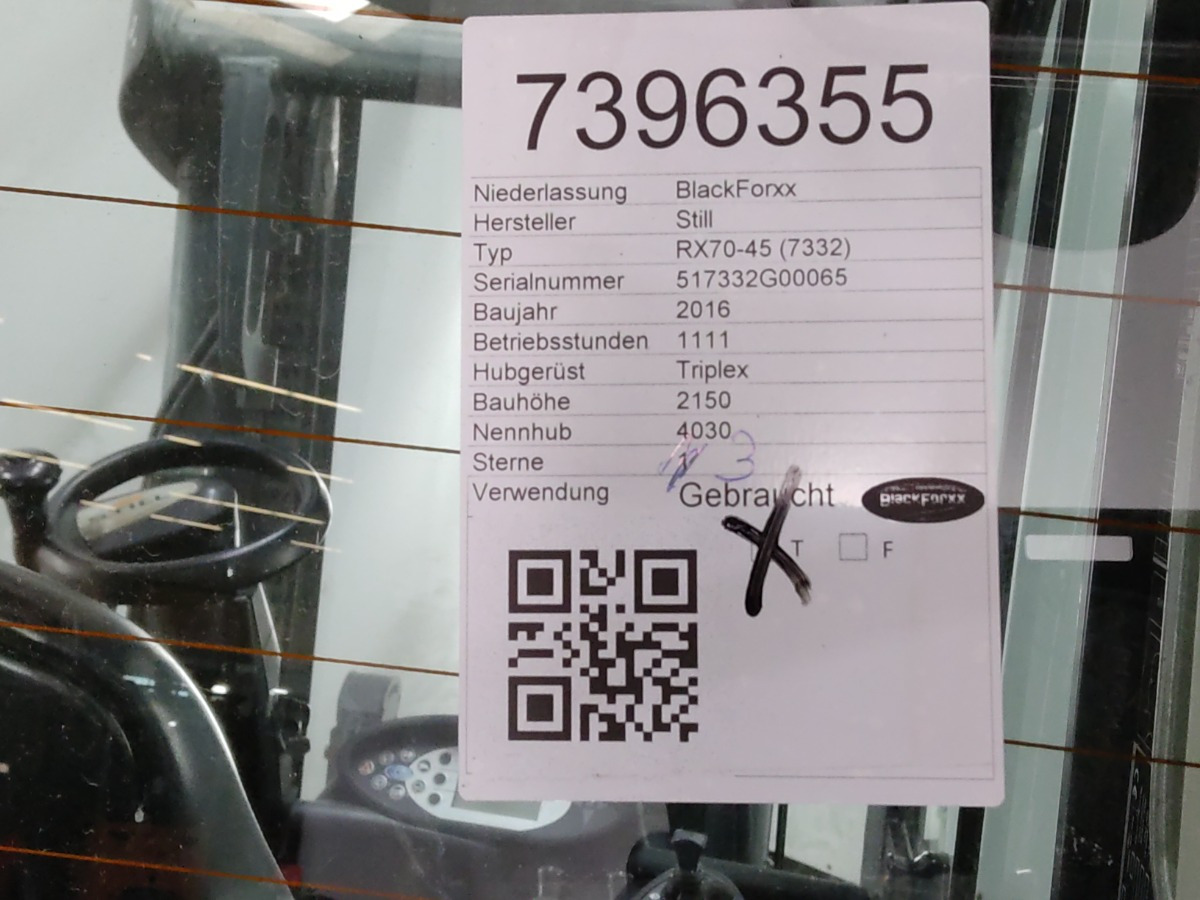 7396355
Niederlassung BlackForxx
Hersteller Still
Typ RX70-45 (7332)
Serialnummer 517332G00065
Baujahr 2016
Betriebsstunden 1111
Hubgerüst Triplex
Bauhöhe 2150
Nennhub 4030
Sterne 3
Verwendung Gebraucht BlackForxx
T F